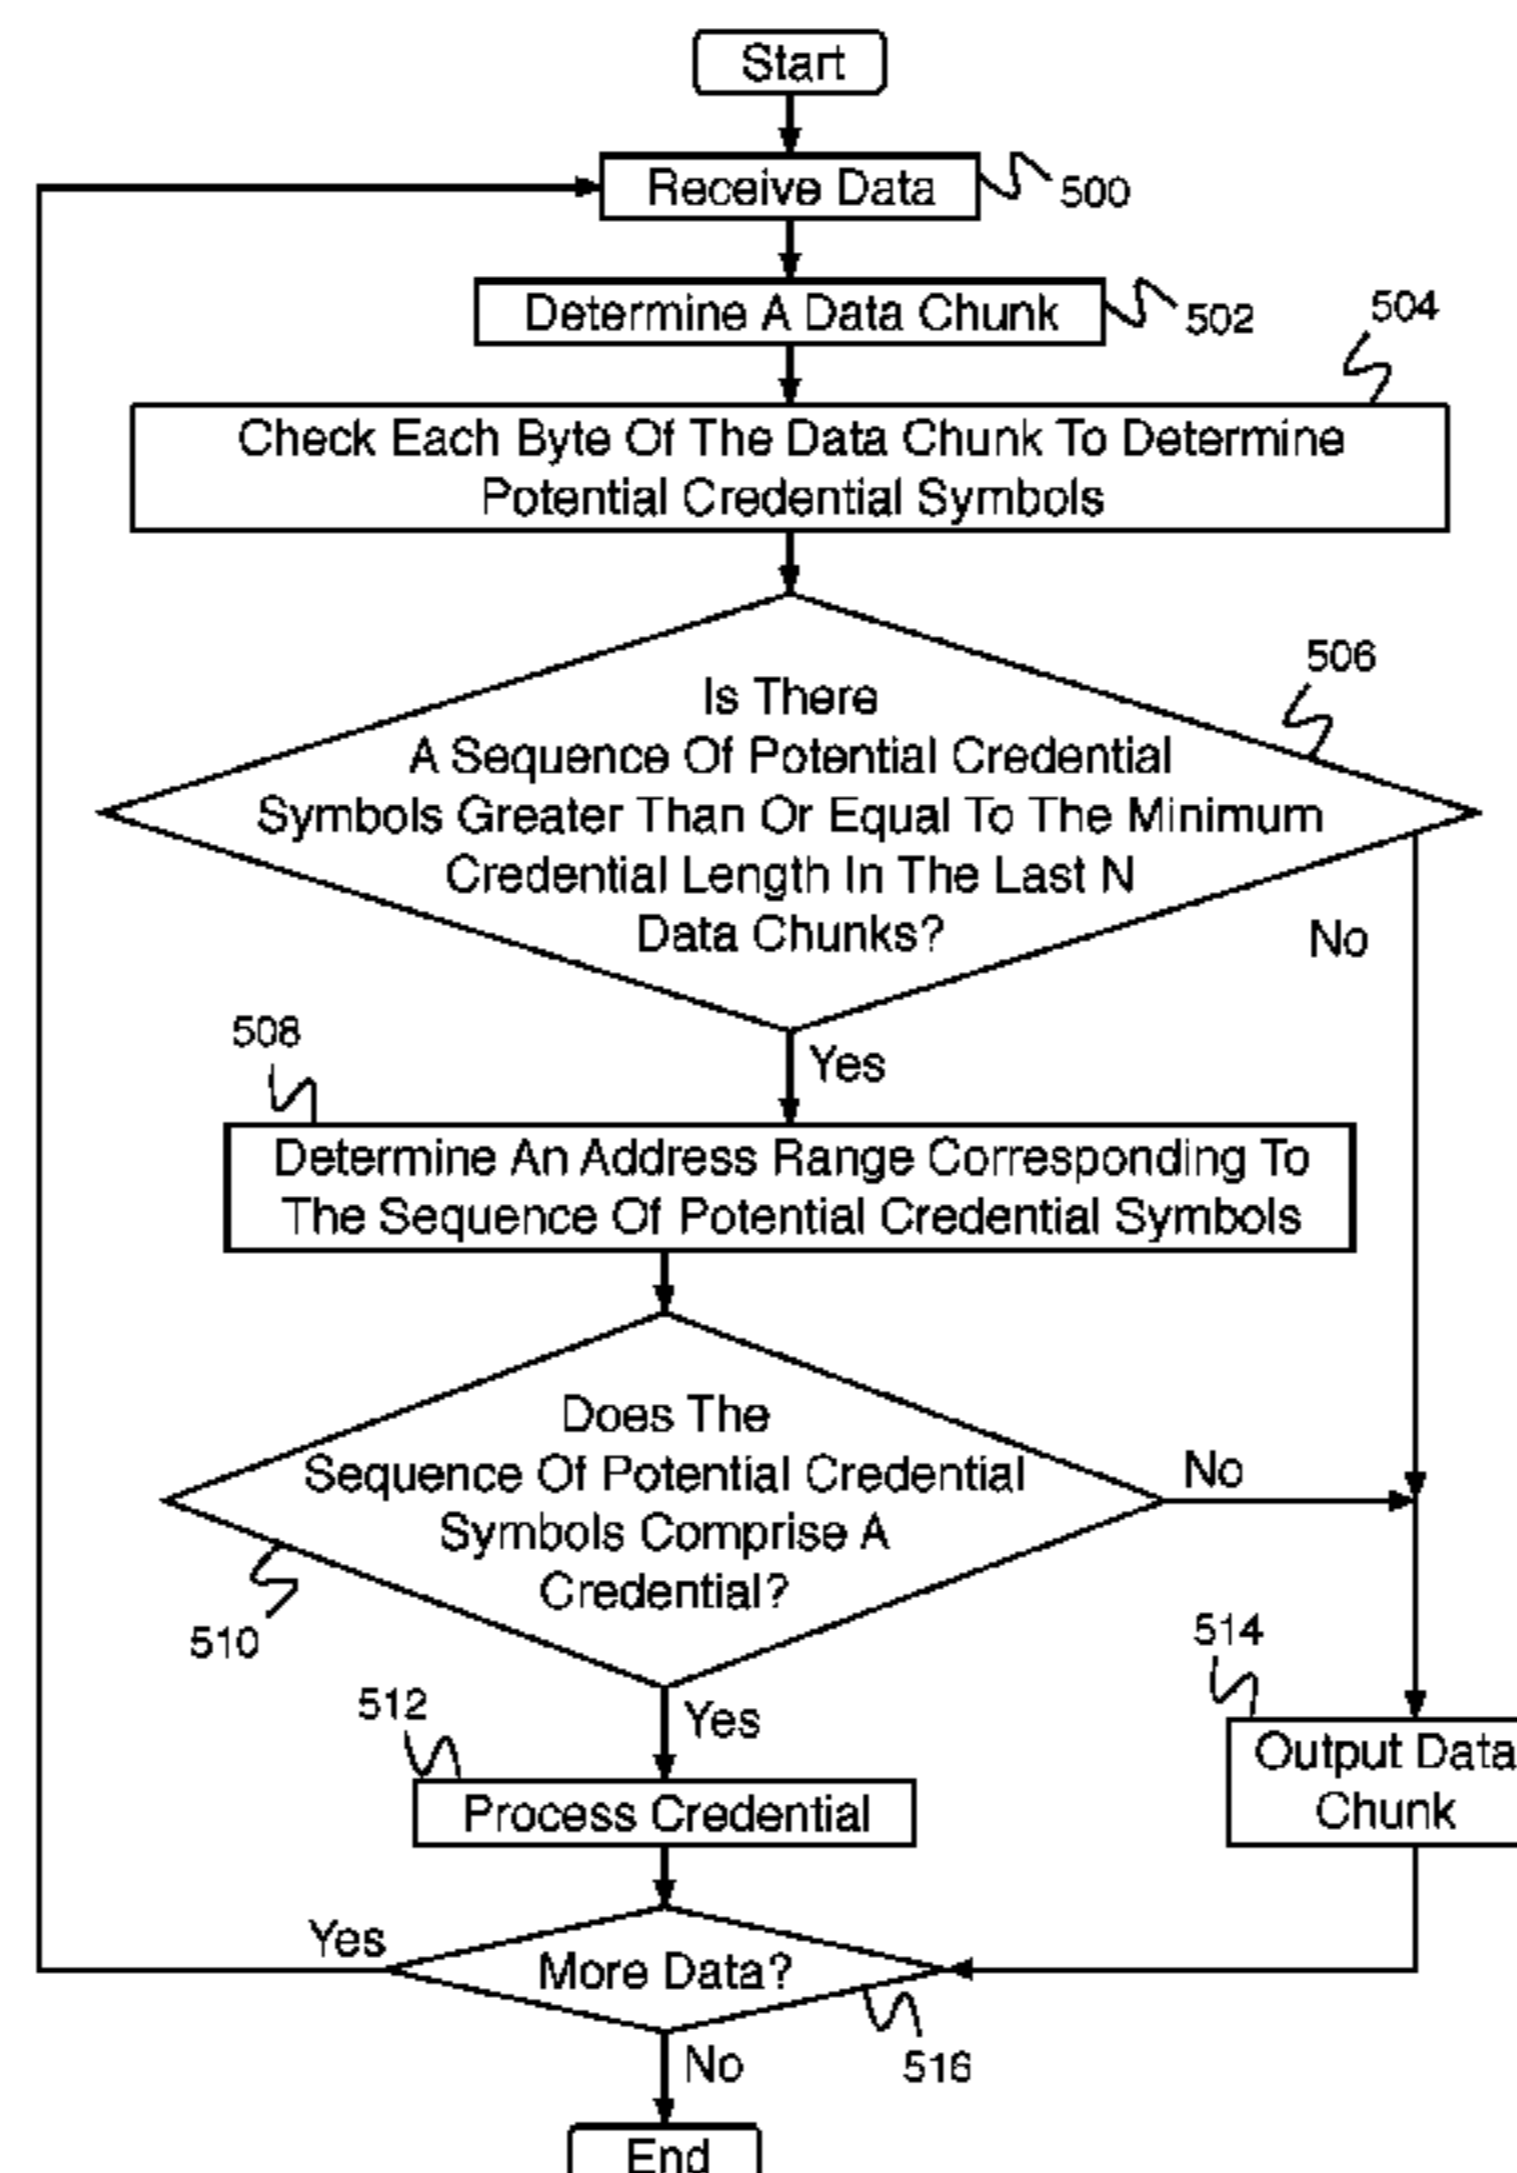 Start
Receive Data
500
Determine A Data Chunk
502
504
Check Each Byte Of The Data Chunk To Determine
Potential Credential Symbols
506
Is There
A Sequence Of Potential Credential
Symbols Greater Than Or Equal To The Minimum
Credential Length In The Last N
Data Chunks?
No
508
Yes
Determine An Address Range Corresponding To
The Sequence Of Potential Credential Symbols
Does The
Sequence Of Potential Credential
Symbols Comprise A
Credential?
No
510
514
512
Yes
Output Data
Chunk
Process Credential
Yes
More Data?
516
No
End